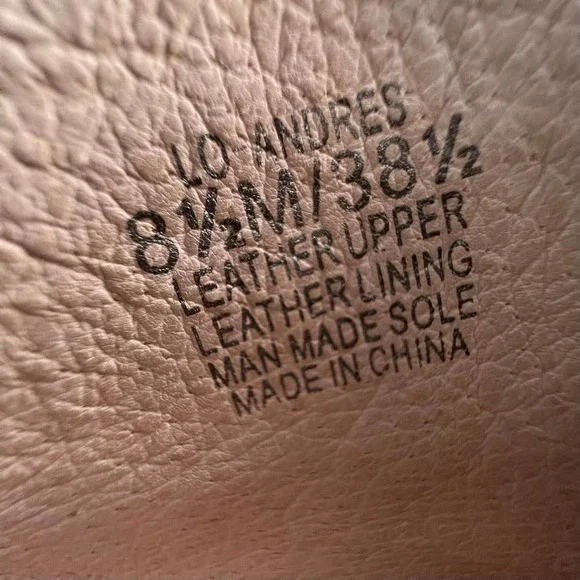 LO ANDRES
8½M/38½
LEATHER UPPER
LEATHER LINING
MAN MADE SOLE
MADE IN CHINA